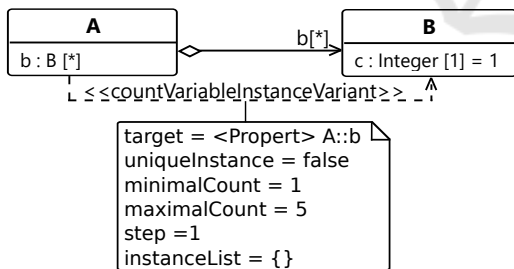 A
b : B [*]
b[*]
B
c : Integer [1] = 1
<<countVariableInstanceVariant>>
target = <Propert> A::b
uniqueInstance = false
minimalCount = 1
maximalCount = 5
step =1
instanceList = {}